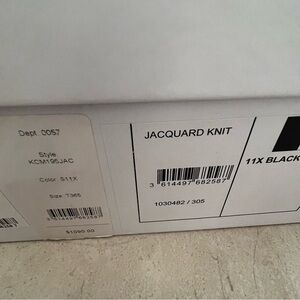 Dept 0057
Style
KCM195JAC
Color: S11X
Size: T365
3614497682587
$1090.00
JACQUARD KNIT
3 614497 682587
1030482 / 305
11X BLACK